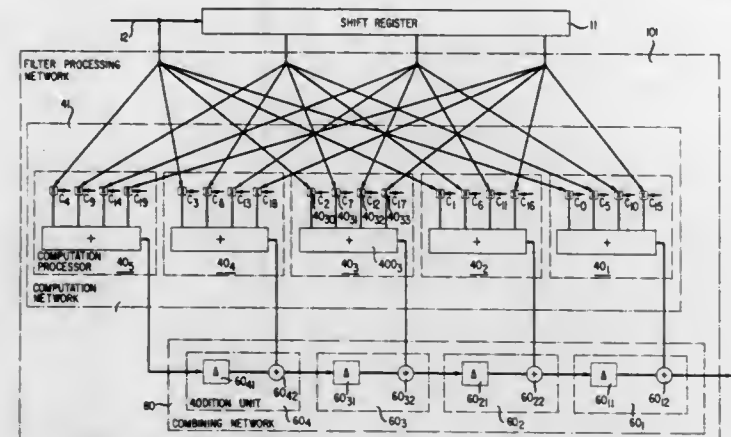 SHIFT REGISTER
11
12
101
FILTER PROCESSING
NETWORK
41
C4 C9 C14 C19 C3 C8 C13 C18 C2 C7 C12 C17 C1 C6 C11 C16 C0 C5 C10 C15
4030 4031 4032 4033
+ + + + +
4003
COMPUTATION
PROCESSOR
405 404 403 402 401
COMPUTATION
NETWORK
Δ + Δ + Δ + Δ +
6041 6042 6031 6032 6021 6022 6011 6012
80
ADDITION UNIT
604 603 602 601
COMBINING NETWORK